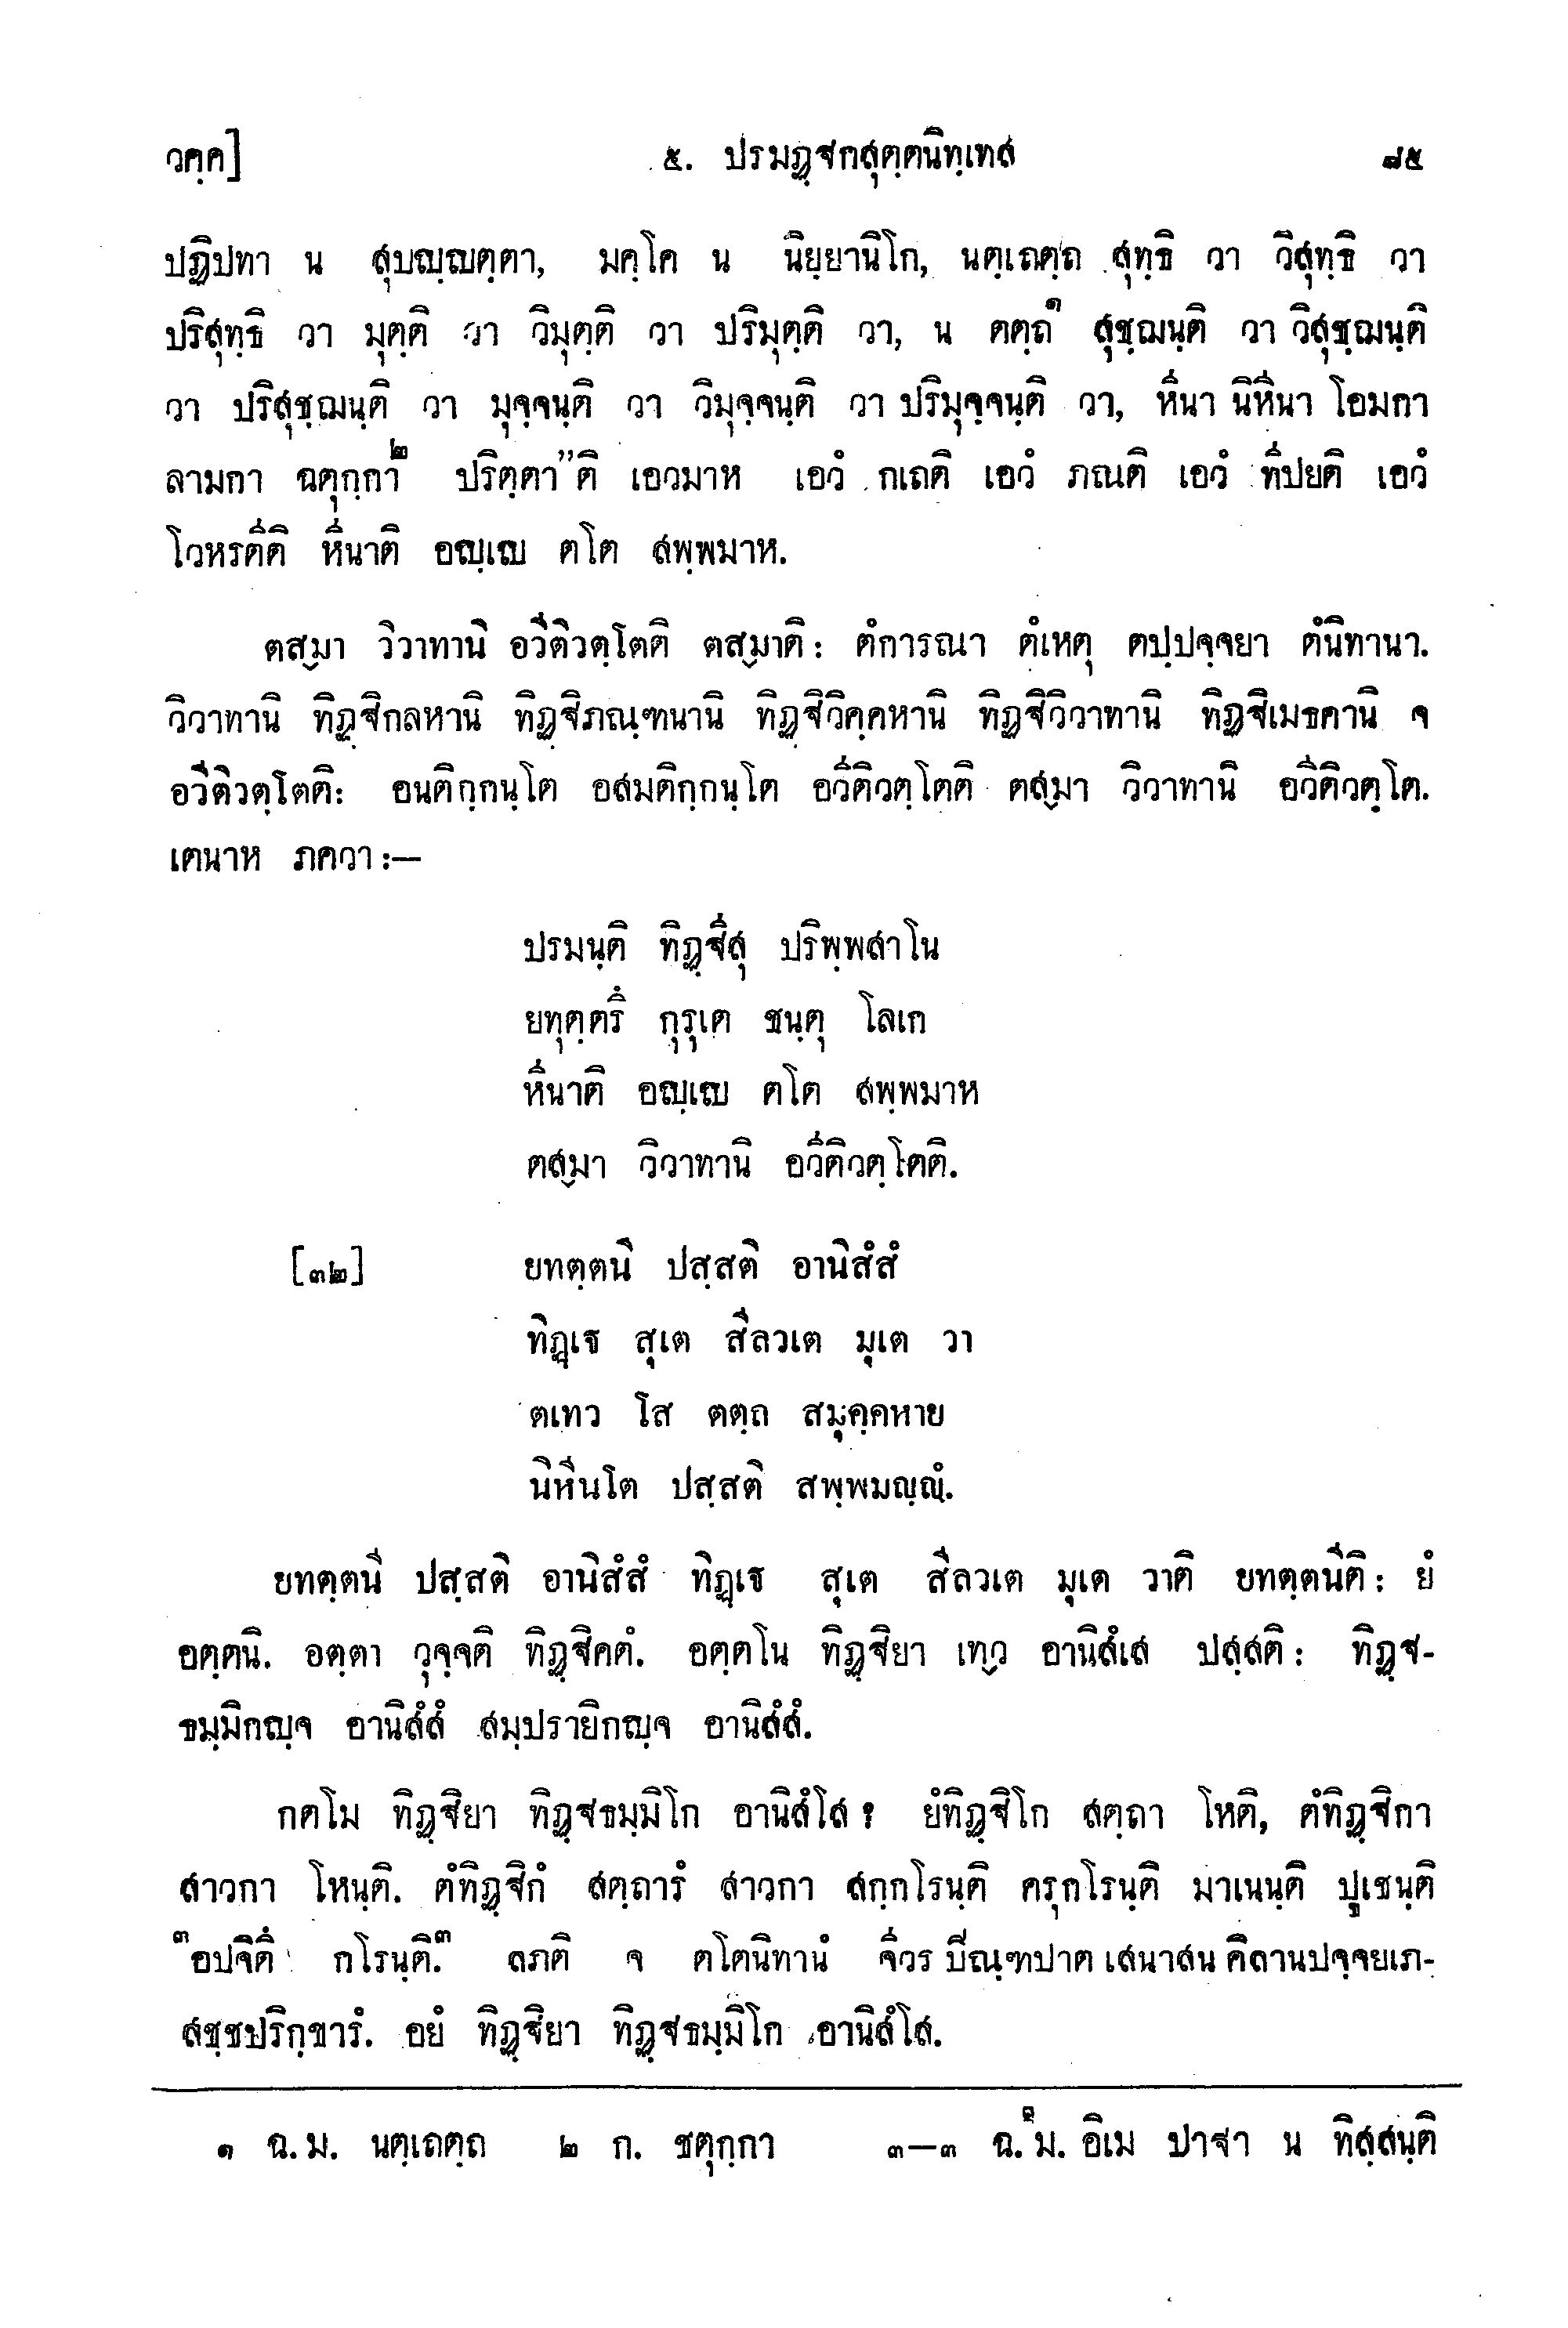 วคฺค]    ๕. ปรมฏฺฐกสุตฺตนิทฺเทส    ๘๕
ปฏิปทา น สุปญฺญตฺตา, มคฺโค น นิยฺยานิโก, นตฺเถตฺถ สุทฺธิ วา วิสุทฺธิ วา
ปริสุทฺธิ วา มุตฺติ วา วิมุตฺติ วา ปริมุตฺติ วา, น ตตฺถ๑ สุชฺฌนฺติ วา วิสุชฺฌนฺติ
วา ปริสุชฺฌนฺติ วา มุจฺจนฺติ วา วิมุจฺจนฺติ วา ปริมุจฺจนฺติ วา, หีนา นิหีนา โอมกา
ลามกา ฉตุกฺกา๒ ปริตฺตา"ติ เอวมาห เอวํ กเถติ เอวํ ภณติ เอวํ ทีปยติ เอวํ
โวหรตีติ หีนาติ อญฺเญ ตโต สพฺพมาห.
ตสฺมา วิวาทานิ อวีติวตฺโตติ ตสฺมาติ: ตํการณา ตํเหตุ ตปฺปจฺจยา ตํนิทานา.
วิวาทานิ ทิฏฺฐิกลหานิ ทิฏฺฐิภณฺฑนานิ ทิฏฺฐิวิคฺคหานิ ทิฏฺฐิวิวาทานิ ทิฏฺฐิเมธคานิ จ
อวีติวตฺโตติ: อนติกฺกนฺโต อสมติกฺกนฺโต อวีติวตฺโตติ ตสฺมา วิวาทานิ อวีติวตฺโต.
เตนาห ภควา :—
ปรมนฺติ ทิฏฺฐีสุ ปริพฺพสาโน
ยทุตฺตรึ กุรุเต ชนฺตุ โลเก
หีนาติ อญฺเญ ตโต สพฺพมาห
ตสฺมา วิวาทานิ อวีติวตฺโตติ.
[๓๒]    ยทตฺตนี ปสฺสติ อานิสํสํ
ทิฏฺเฐ สุเต สีลวเต มุเต วา
ตเทว โส ตตฺถ สมุคฺคหาย
นิหีนโต ปสฺสติ สพฺพมญฺญํ.
ยทตฺตนี ปสฺสติ อานิสํสํ ทิฏฺเฐ สุเต สีลวเต มุเต วาติ ยทตฺตนีติ: ยํ
อตฺตนิ. อตฺตา วุจฺจติ ทิฏฺฐิคตํ. อตฺตโน ทิฏฺฐิยา เทฺว อานิสํเส ปสฺสติ: ทิฏฺฐ-
ธมฺมิกญฺจ อานิสํสํ สมฺปรายิกญฺจ อานิสํสํ.
กตโม ทิฏฺฐิยา ทิฏฺฐธมฺมิโก อานิสํโส? ยํทิฏฺฐิโก สตฺถา โหติ, ตํทิฏฺฐิกา
สาวกา โหนฺติ. ตํทิฏฺฐิกํ สตฺถารํ สาวกา สกฺกโรนฺติ ครุกโรนฺติ มาเนนฺติ ปูเชนฺติ
๓อปจิตึ กโรนฺติ.๓ ลภติ จ ตโตนิทานํ จีวร ปิณฺฑปาต เสนาสน คิลานปจฺจยเภ-
สชฺชปริกฺขารํ. อยํ ทิฏฺฐิยา ทิฏฺฐธมฺมิโก อานิสํโส.
๑ ฉ. ม. นตฺเถตฺถ    ๒ ก. ชตุกฺกา    ๓—๓ ฉ. ม. อิเม ปาฐา น ทิสฺสนฺติ